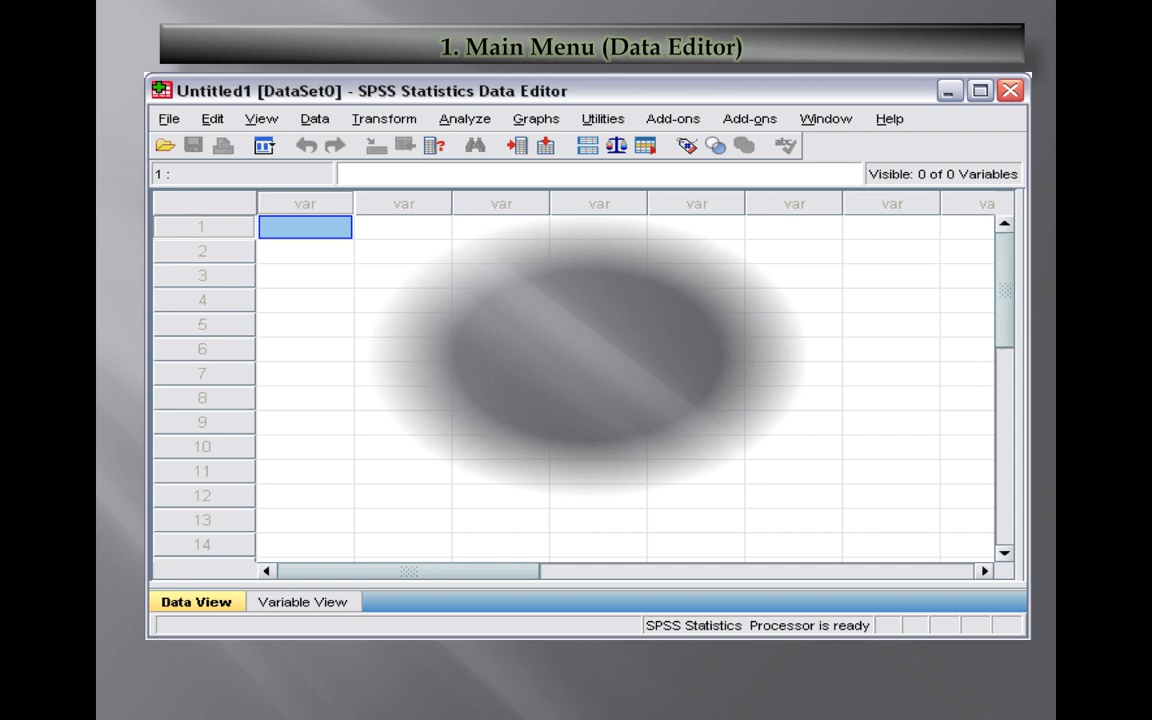 1. Main Menu (Data Editor)
Untitled1 [DataSet0] - SPSS Statistics Data Editor
File Edit View Data Transform Analyze Graphs Utilities Add-ons Add-ons Window Help
1 : Visible: 0 of 0 Variables
var var var var var var var va
1
2
3
4
5
6
7
8
9
10
11
12
13
14
Data View Variable View
SPSS Statistics Processor is ready